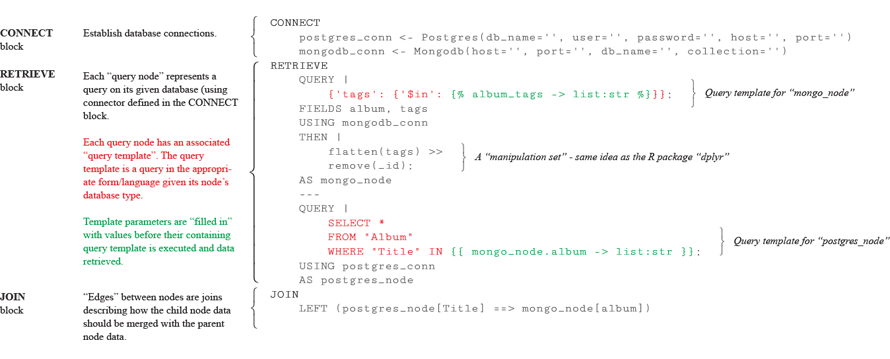 CONNECT
block
Establish database connections.
CONNECT
postgres_conn <- Postgres(db_name='', user='', password='', host='', port='')
mongodb_conn <- Mongodb(host='', port='', db_name='', collection='')
RETRIEVE
block
Each “query node” represents a
query on its given database (using
connector defined in the CONNECT
block.
Each query node has an associated
“query template”. The query
template is a query in the appropri-
ate form/language given its node’s
database type.
Template parameters are “filled in”
with values before their containing
query template is executed and data
retrieved.
RETRIEVE
QUERY |
{'tags': {'$in': {% album_tags -> list:str %}}};
Query template for “mongo_node”
FIELDS album, tags
USING mongodb_conn
THEN |
flatten(tags) >>
remove(_id);
A “manipulation set” - same idea as the R package “dplyr”
AS mongo_node
---
QUERY |
SELECT *
FROM "Album"
WHERE "Title" IN {{ mongo_node.album -> list:str }};
Query template for “postgres_node”
USING postgres_conn
AS postgres_node
JOIN
block
“Edges” between nodes are joins
describing how the child node data
should be merged with the parent
node data.
JOIN
LEFT (postgres_node[Title] ==> mongo_node[album])